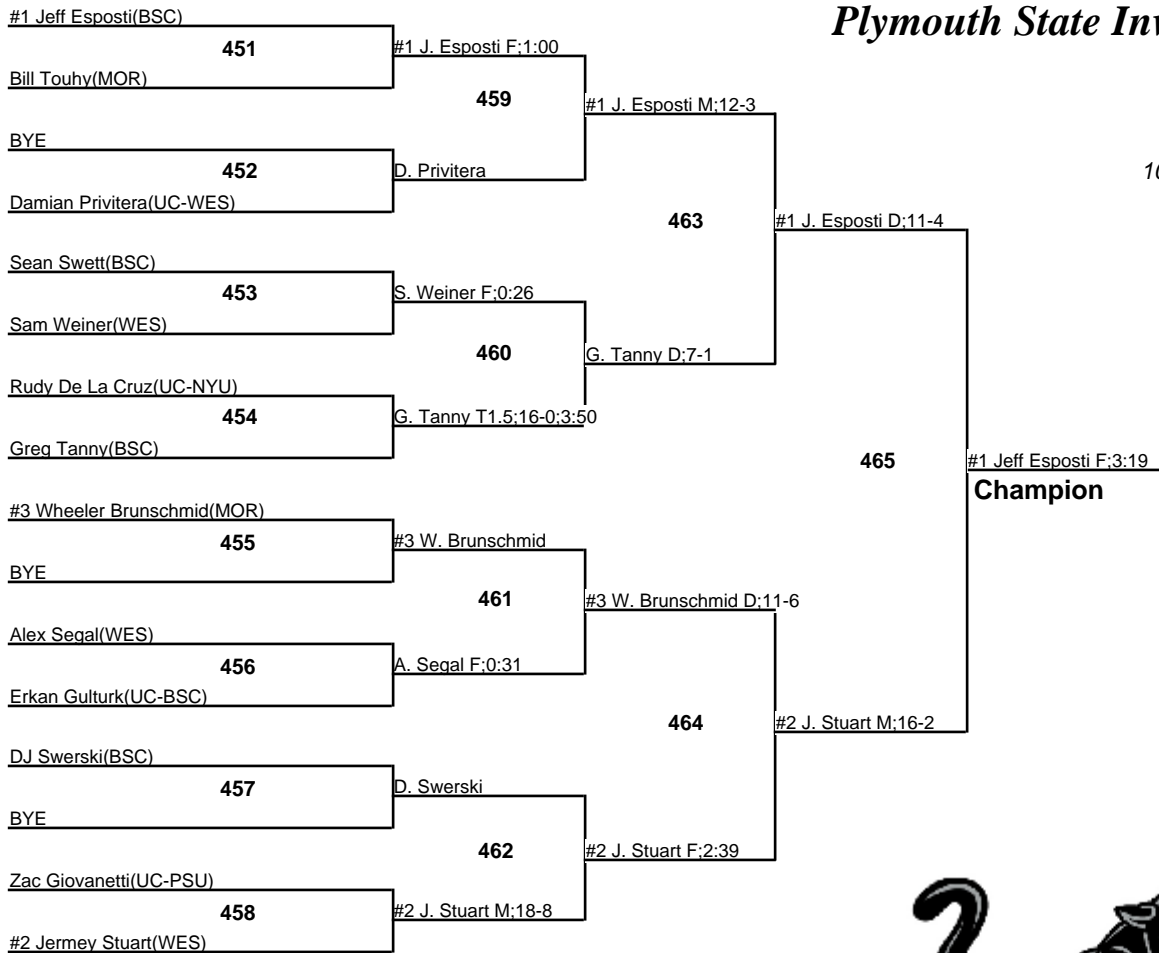 Plymouth State Inv
10
#1 Jeff Esposti(BSC)
451
Bill Touhy(MOR)
BYE
452
Damian Privitera(UC-WES)
Sean Swett(BSC)
453
Sam Weiner(WES)
Rudy De La Cruz(UC-NYU)
454
Greg Tanny(BSC)
#3 Wheeler Brunschmid(MOR)
455
BYE
Alex Segal(WES)
456
Erkan Gulturk(UC-BSC)
DJ Swerski(BSC)
457
BYE
Zac Giovanetti(UC-PSU)
458
#2 Jermey Stuart(WES)
#1 J. Esposti F;1:00
459
D. Privitera
S. Weiner F;0:26
460
G. Tanny T1.5;16-0;3:50
#3 W. Brunschmid
461
A. Segal F;0:31
D. Swerski
462
#2 J. Stuart M;18-8
#1 J. Esposti M;12-3
463
G. Tanny D;7-1
#3 W. Brunschmid D;11-6
464
#2 J. Stuart F;2:39
#1 J. Esposti D;11-4
465
#2 J. Stuart M;16-2
#1 Jeff Esposti F;3:19
Champion